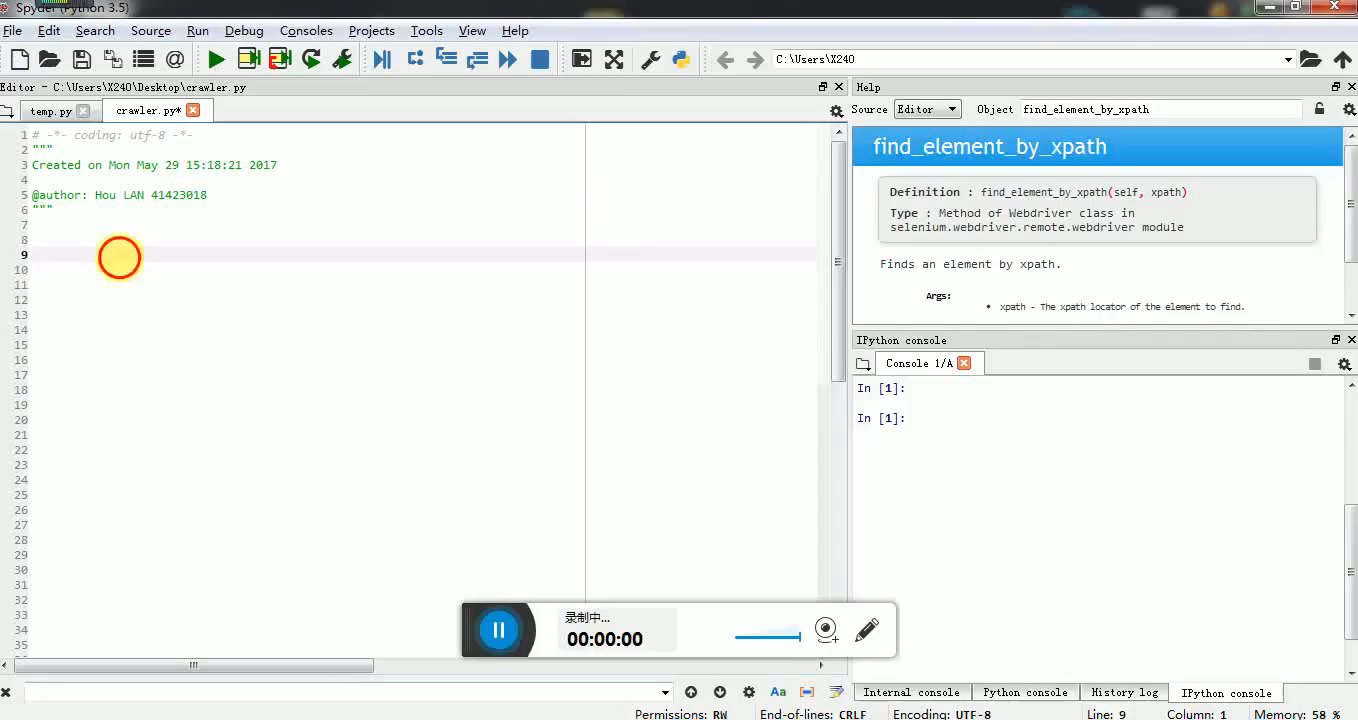 Spyder (Python 3.5)
File Edit Search Source Run Debug Consoles Projects Tools View Help
C:\Users\X240
Editor - C:\Users\X240\Desktop\crawler.py
Help
temp.py crawler.py*
Source Editor Object find_element_by_xpath
1 # -*- coding: utf-8 -*-
2 """
3 Created on Mon May 29 15:18:21 2017
4
5 @author: Hou LAN 41423018
6 """
7
8
9
10
11
12
13
14
15
16
17
18
19
20
21
22
23
24
25
26
27
28
29
30
31
32
33
34
35
find_element_by_xpath
Definition : find_element_by_xpath(self, xpath)
Type : Method of Webdriver class in
selenium.webdriver.remote.webdriver module
Finds an element by xpath.
Args:
• xpath - The xpath locator of the element to find.
IPython console
Console 1/A
In [1]:
In [1]:
录制中...
00:00:00
Aa
Internal console Python console History log IPython console
Permissions: RW End-of-lines: CRLF Encoding: UTF-8 Line: 9 Column: 1 Memory: 58 %